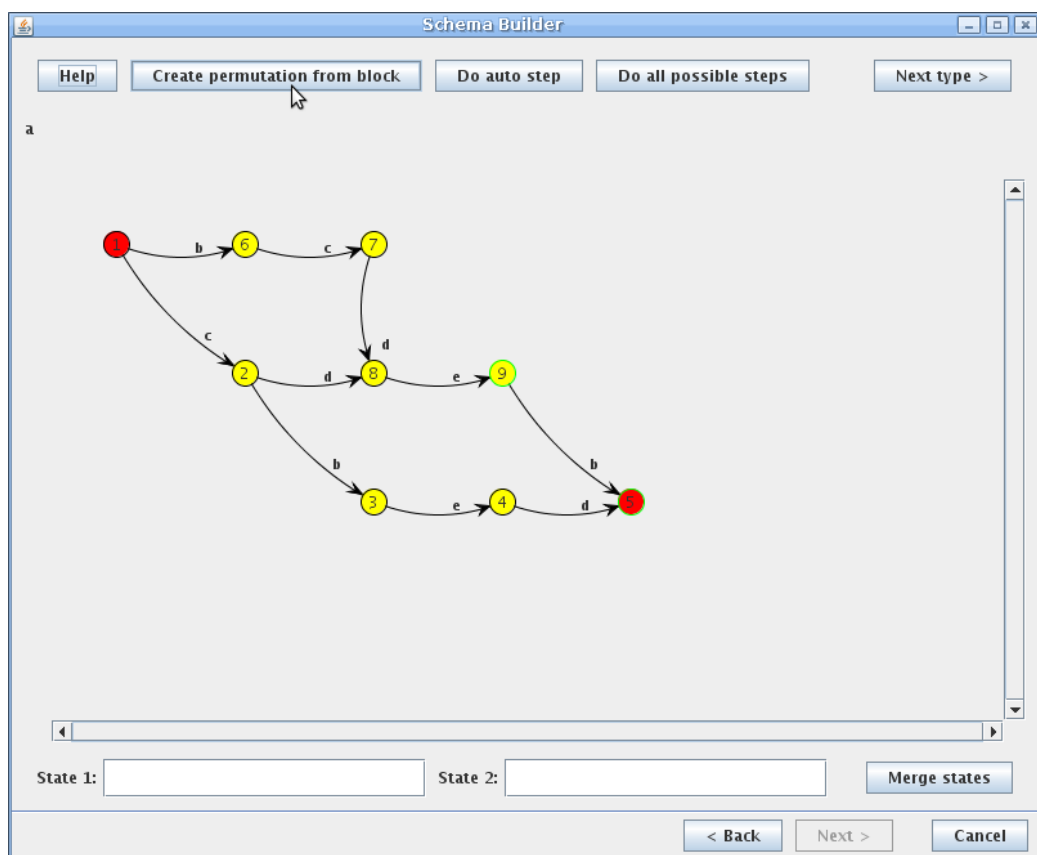 Schema Builder
Help Create permutation from block Do auto step Do all possible steps Next type >
a
1 b 6 c 7
c d
2 d 8 e 9
b b
3 e 4 d 5
State 1: State 2: Merge states
< Back Next > Cancel